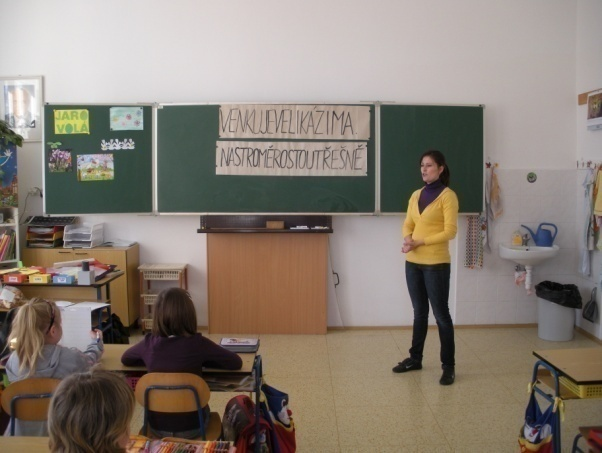 JARO
VOLÁ
VENKUJEVELIKÁZIMA
NASTROMĚROSTOUTŘEŠNĚ